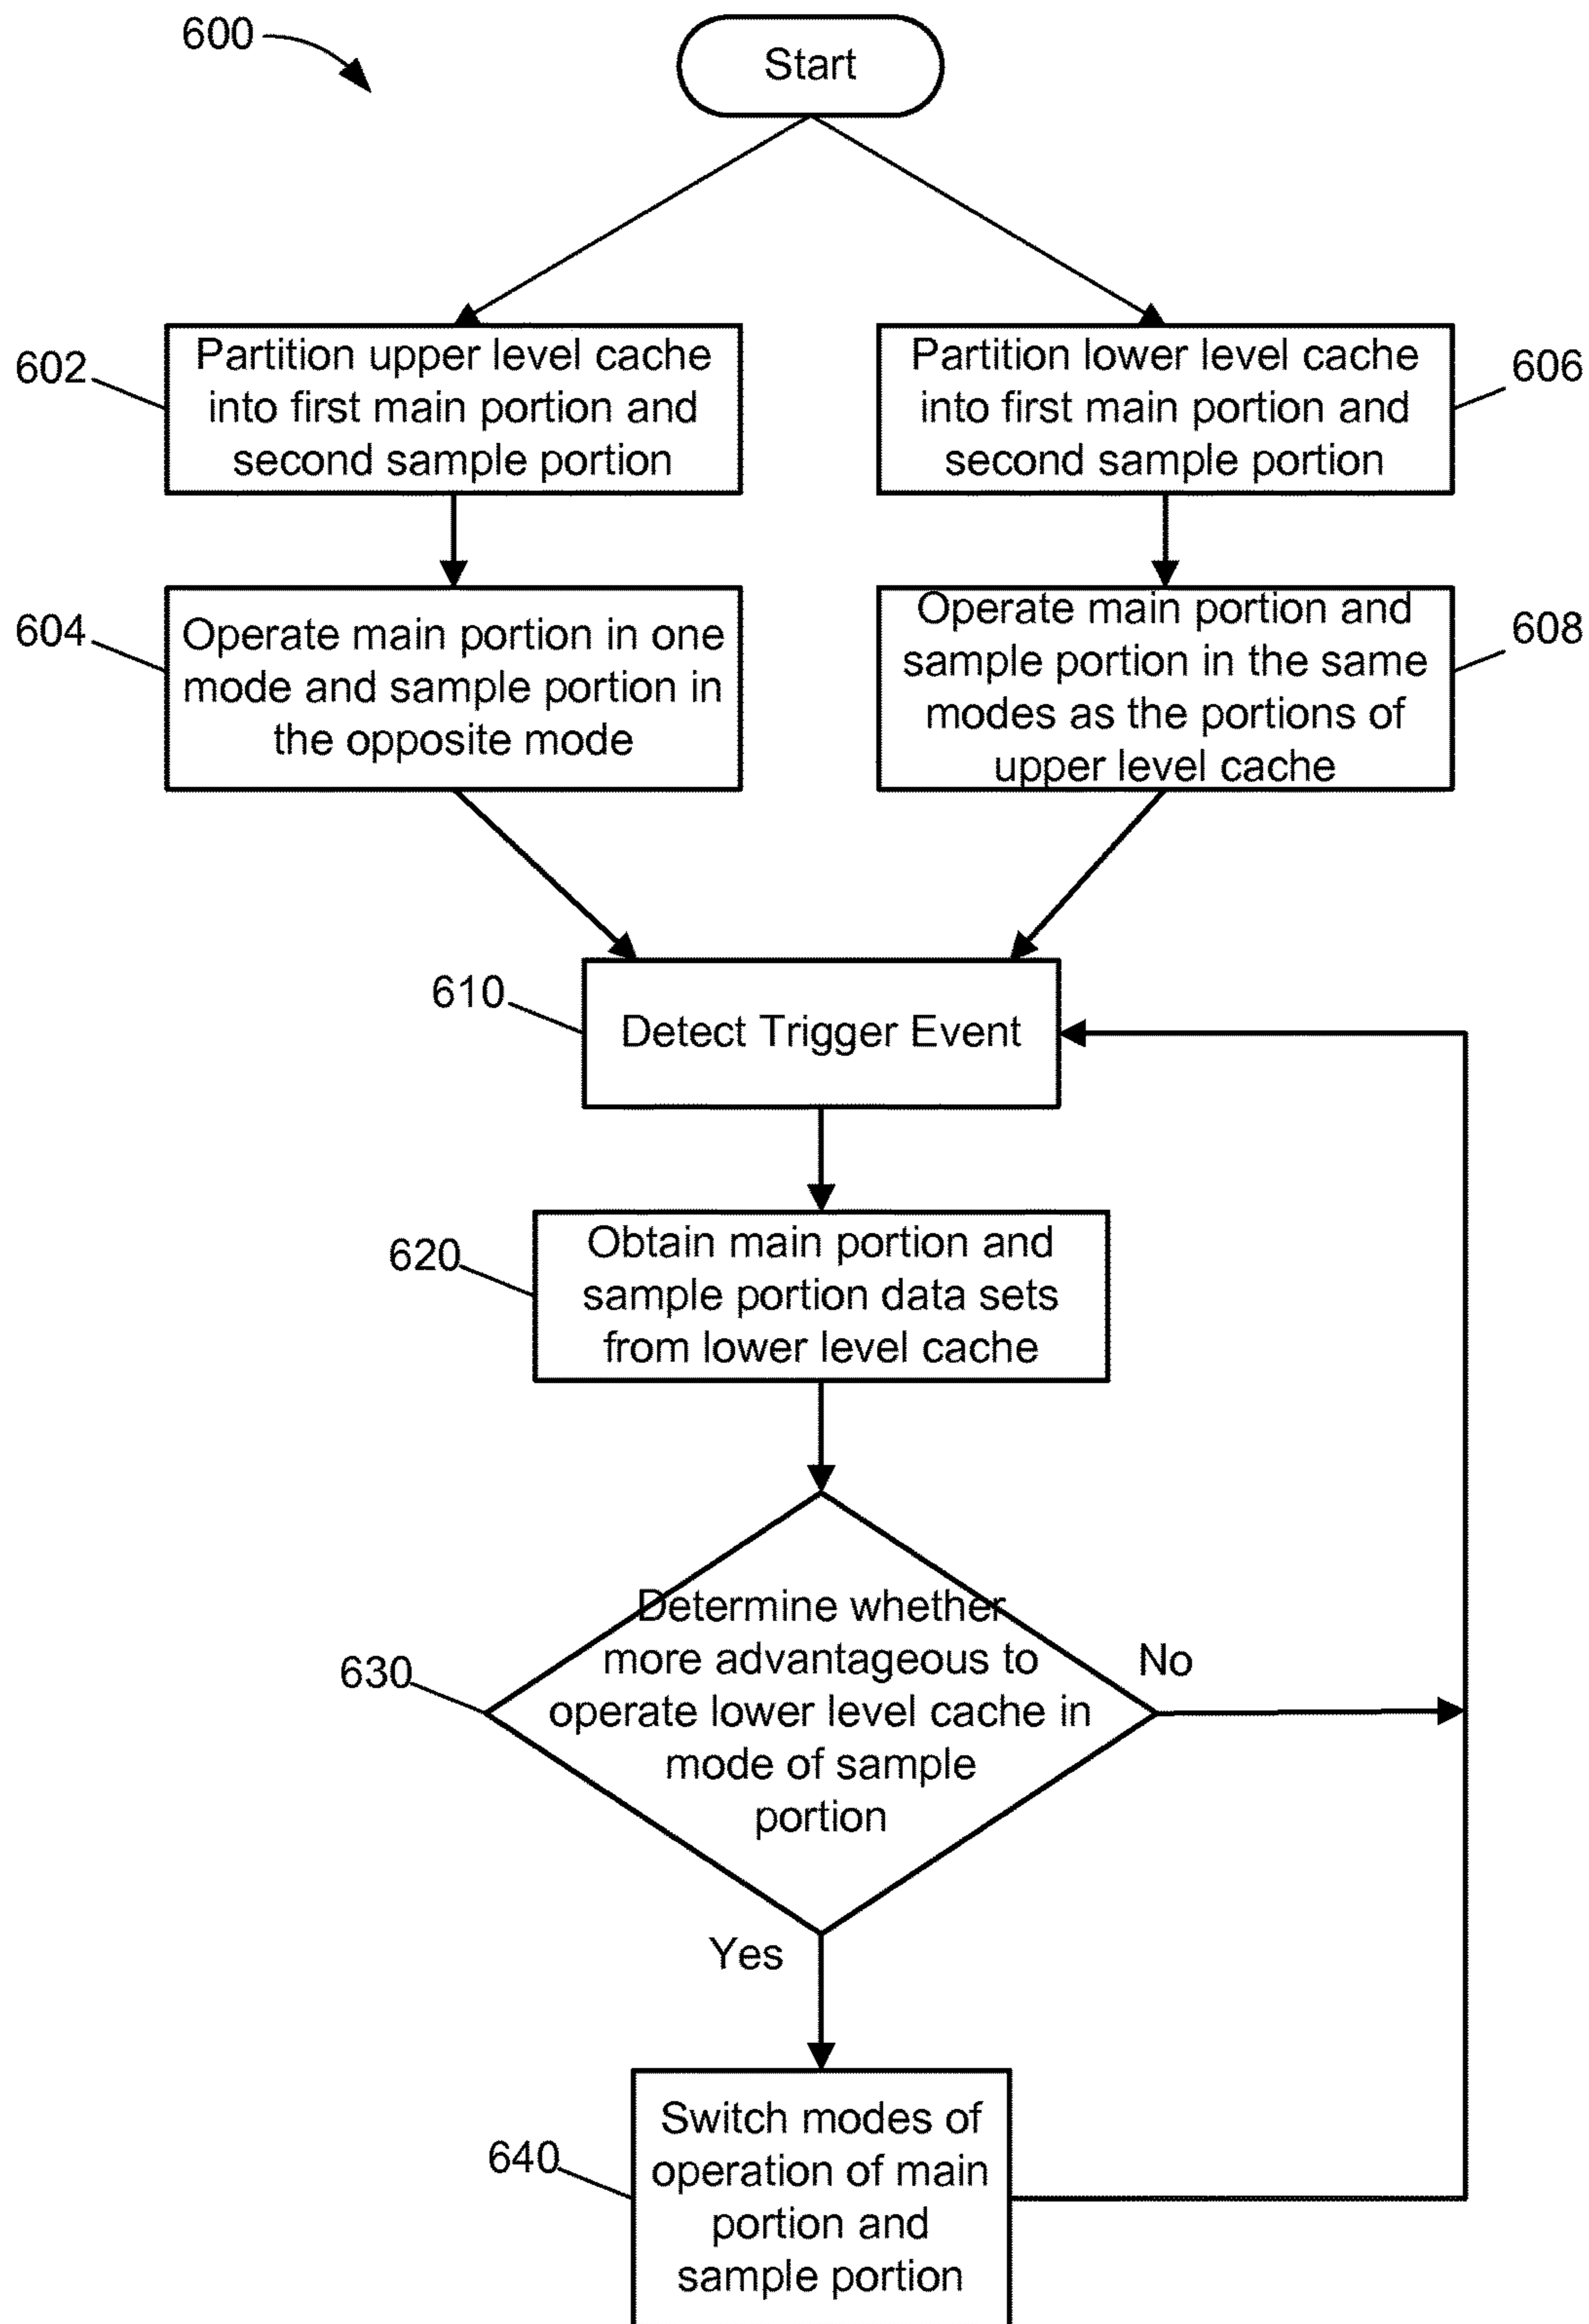 600
Start
602
Partition upper level cache
into first main portion and
second sample portion
Partition lower level cache
into first main portion and
second sample portion
606
604
Operate main portion in one
mode and sample portion in
the opposite mode
Operate main portion and
sample portion in the same
modes as the portions of
upper level cache
608
610
Detect Trigger Event
620
Obtain main portion and
sample portion data sets
from lower level cache
630
Determine whether
more advantageous to
operate lower level cache in
mode of sample
portion
No
Yes
640
Switch modes of
operation of main
portion and
sample portion